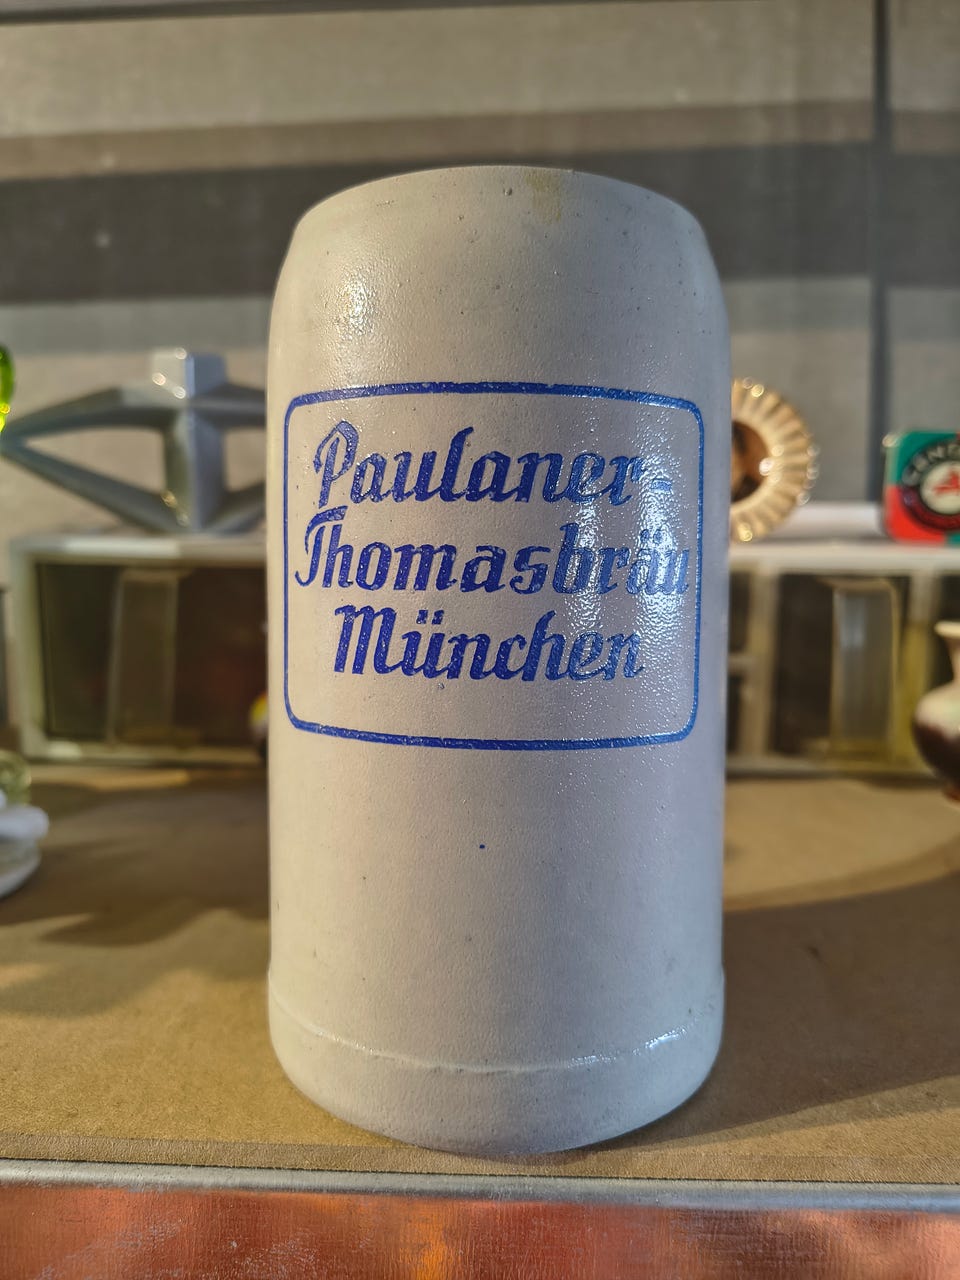 Paulaner-
Thomasbräu
München